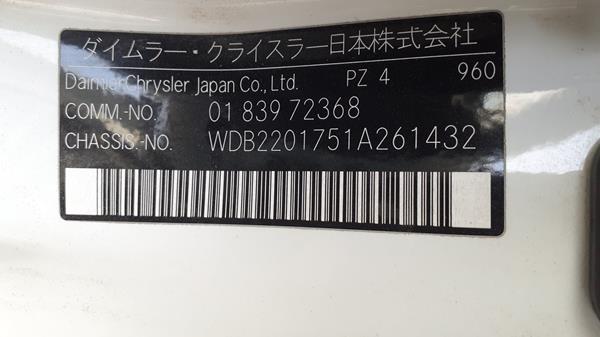 ダイムラー・クライスラー日本株式会社
DaimlerChrysler Japan Co., Ltd. PZ 4 960
COMM.-NO. 01 839 72368
CHASSIS.-NO. WDB2201751A261432